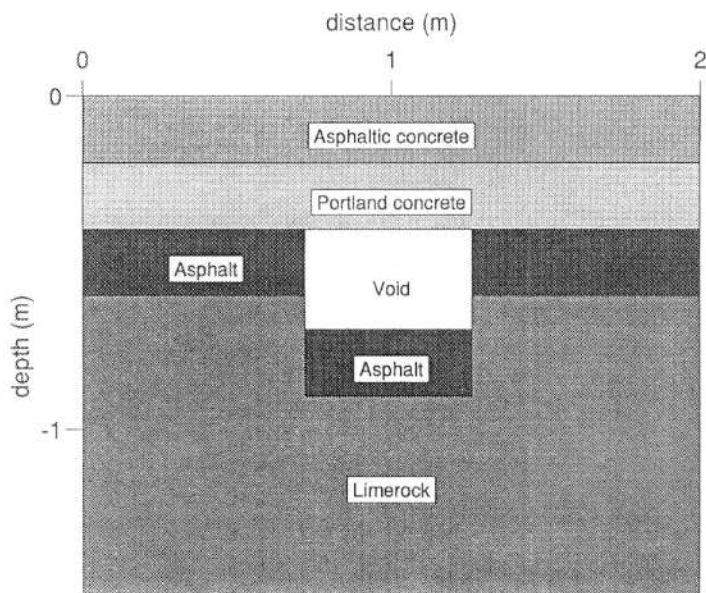 distance (m)
0 1 2
0
Asphaltic concrete
Portland concrete
Asphalt
Void
depth (m)
Asphalt
-1
Limerock